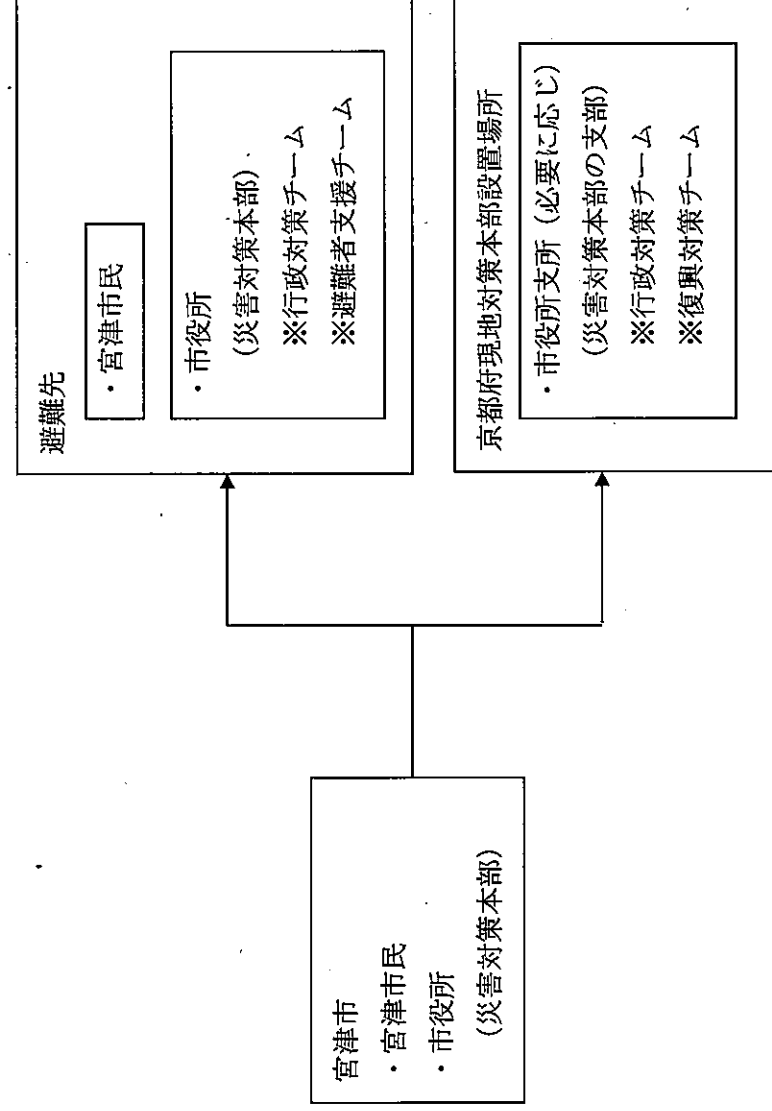 宮津市
・宮津市民
・市役所
(災害対策本部)
避難先
・宮津市民
・市役所
(災害対策本部)
※行政対策チーム
※避難者支援チーム
京都府現地対策本部設置場所
・市役所支所（必要に応じ）
(災害対策本部の支部)
※行政対策チーム
※復興対策チーム